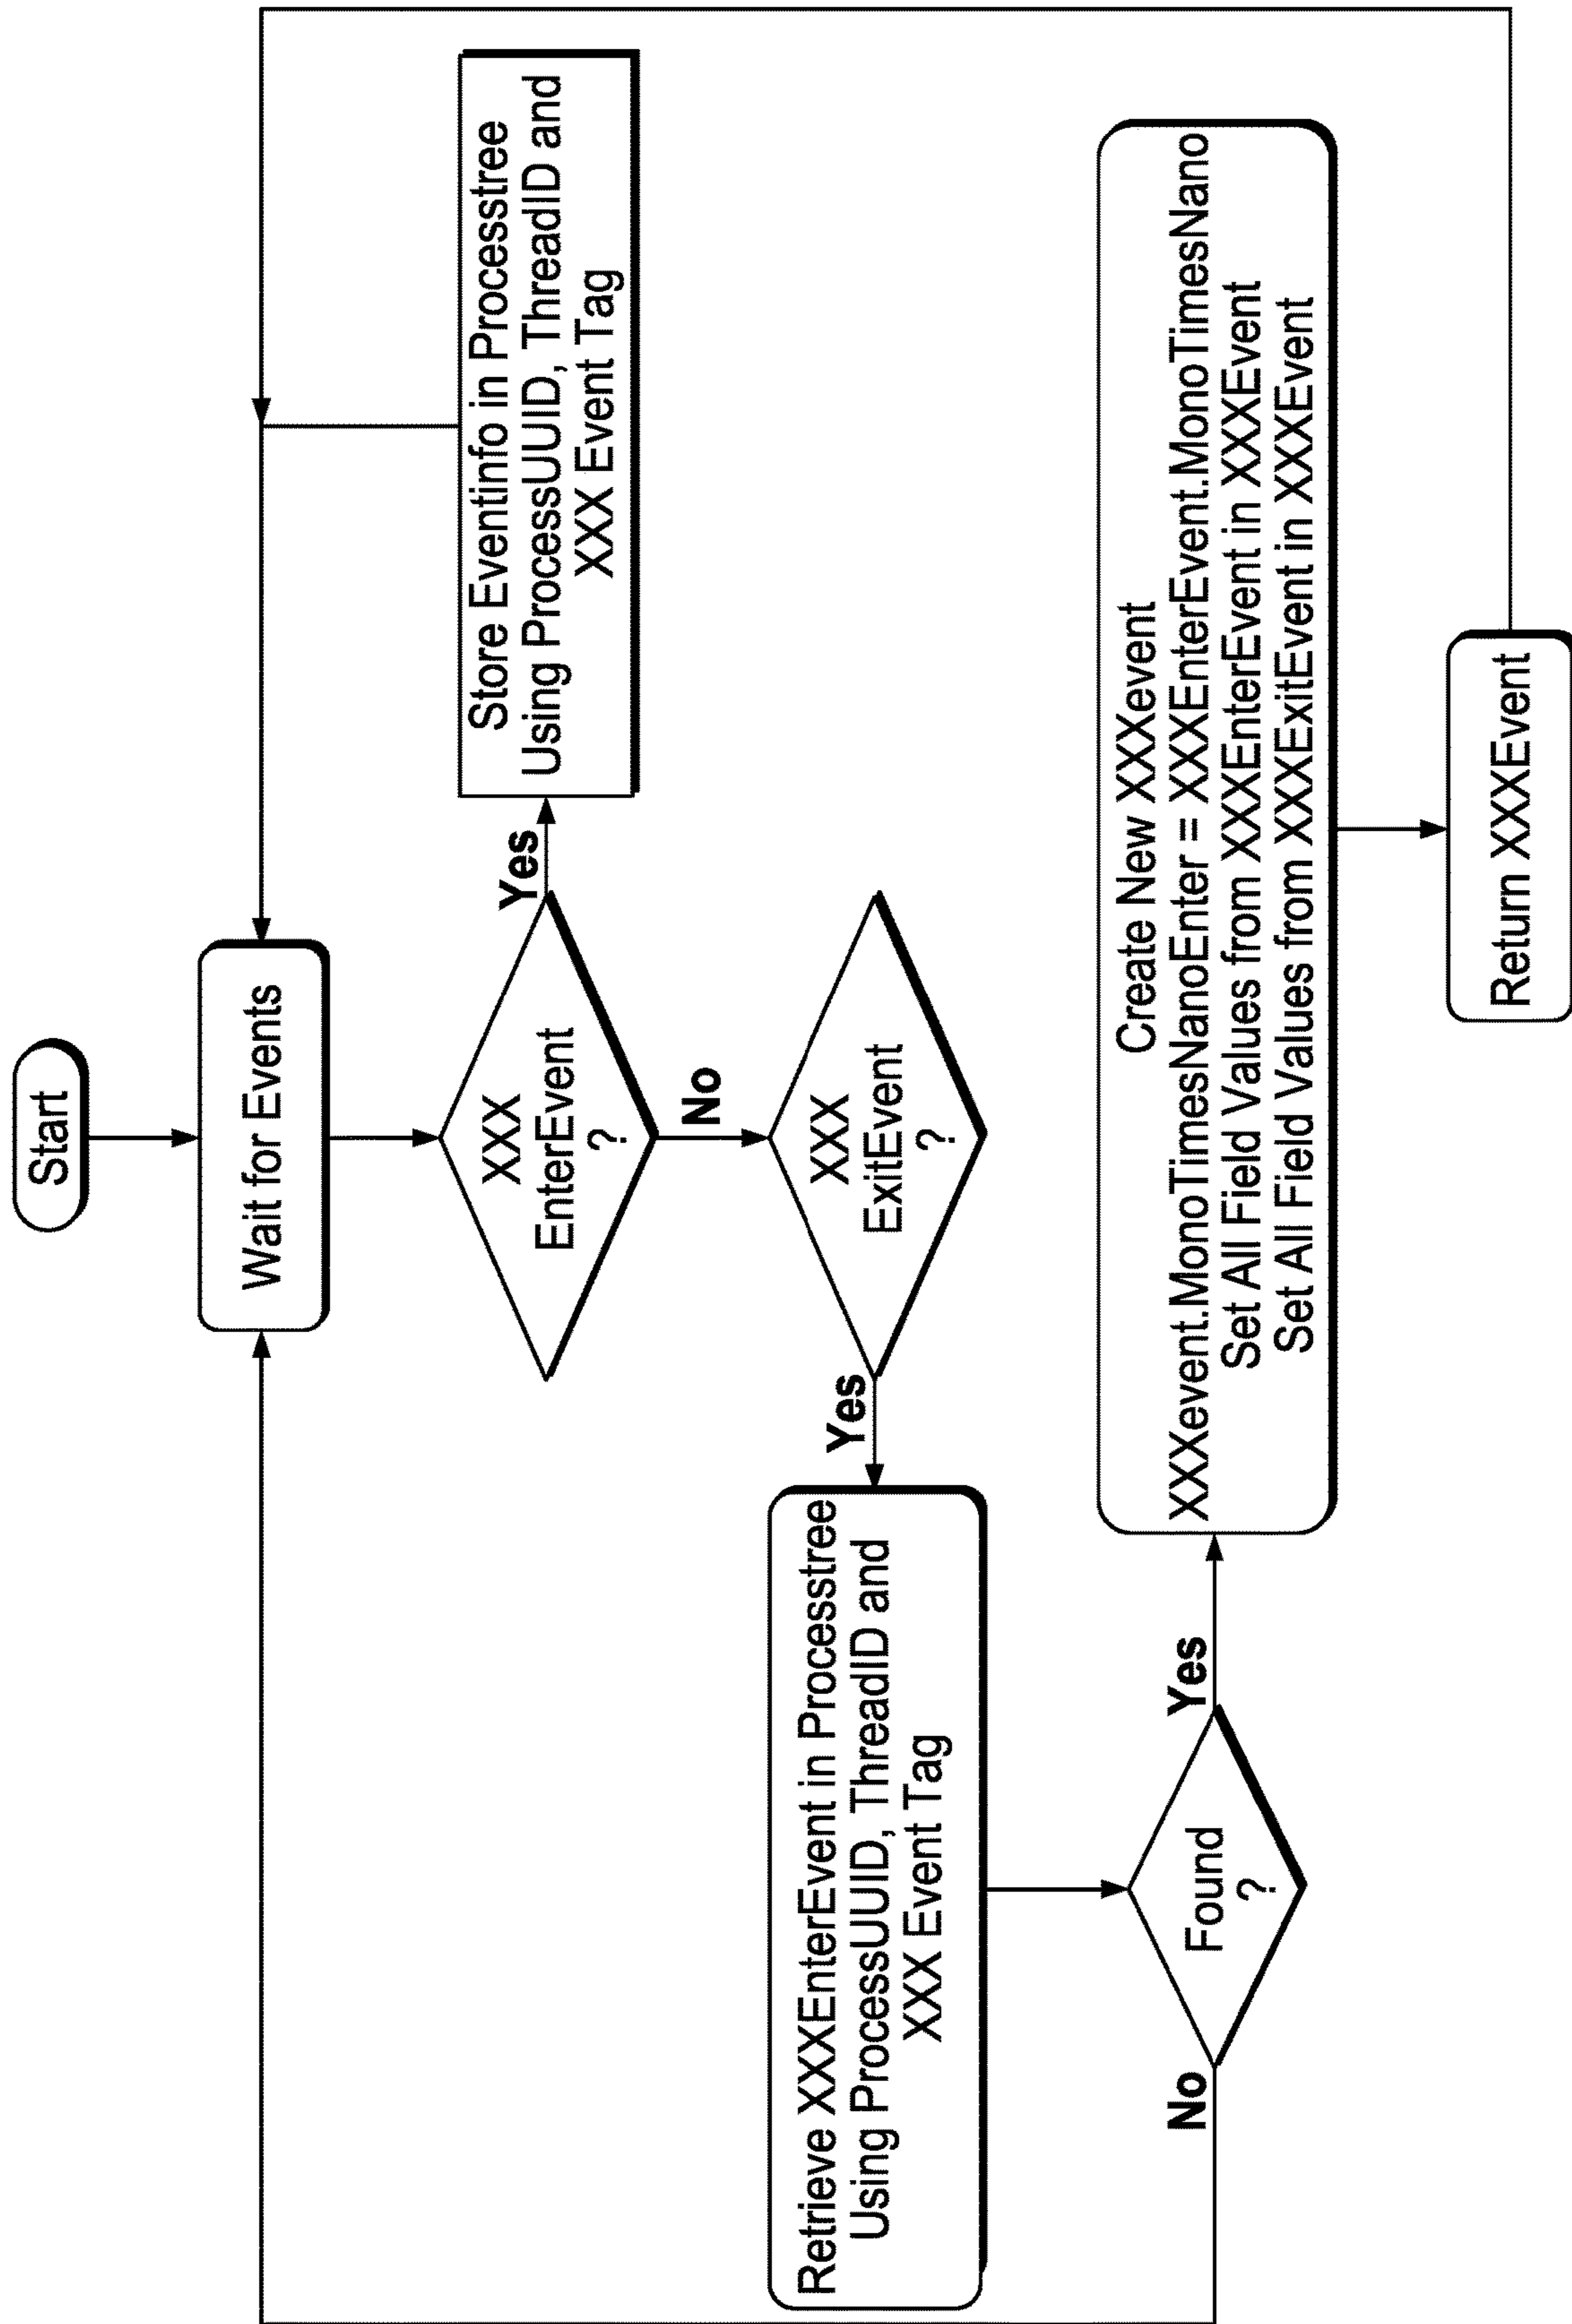 Start
Wait for Events
XXX
EnterEvent
?
Yes
Store Eventinfo in Processtree
Using ProcessUUID, ThreadID and
XXX Event Tag
No
XXX
ExitEvent
?
Yes
Retrieve XXXEnterEvent in Processtree
Using ProcessUUID, ThreadID and
XXX Event Tag
Found
?
No
Yes
Create New XXXevent
XXXevent.MonoTimesNanoEnter = XXXEnterEvent.MonoTimesNano
Set All Field Values from XXXEnterEvent in XXXEvent
Set All Field Values from XXXExitEvent in XXXEvent
Return XXXEvent